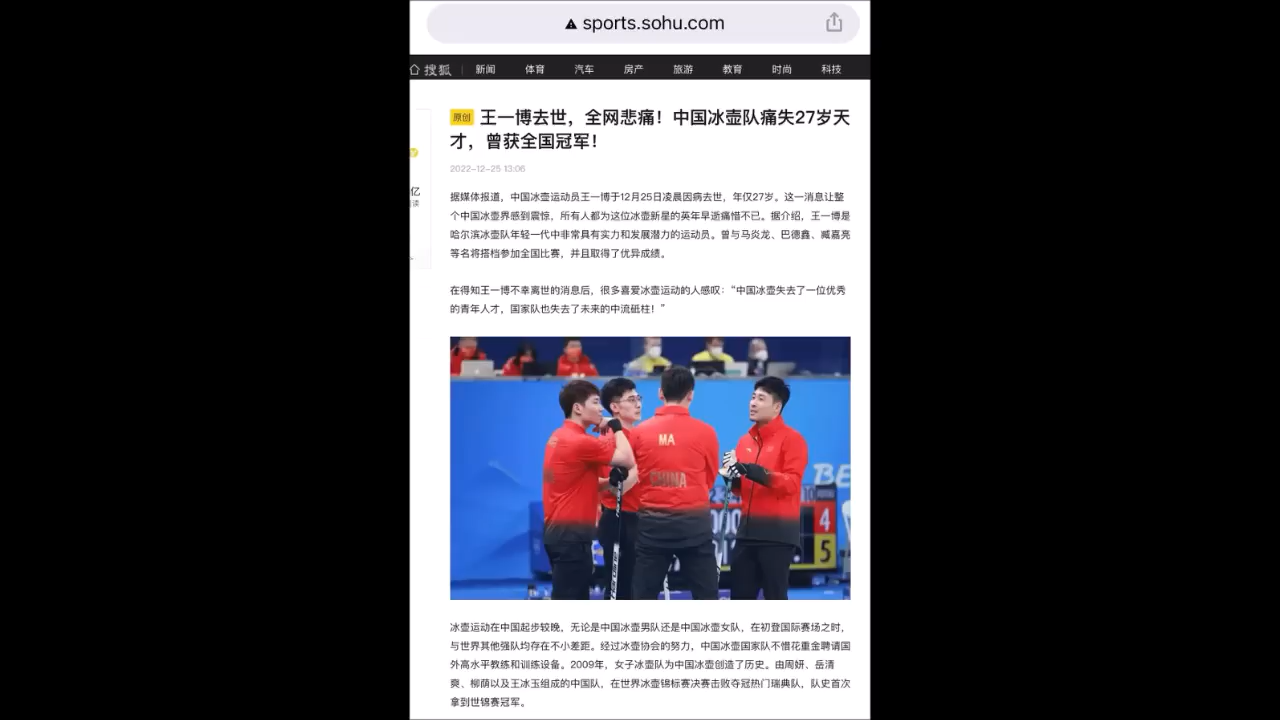 sports.sohu.com
搜狐 新闻 体育 汽车 房产 旅游 教育 时尚 科技
原创 王一博去世，全网悲痛！中国冰壶队痛失27岁天
才，曾获全国冠军！
2022-12-25 13:06
亿
据媒体报道，中国冰壶运动员王一博于12月25日凌晨因病去世，年仅27岁。这一消息让整
个中国冰壶界感到震惊，所有人都为这位冰壶新星的英年早逝痛惜不已。据介绍，王一博是
哈尔滨冰壶队年轻一代中非常具有实力和发展潜力的运动员。曾与马炎龙、巴德鑫、臧嘉亮
等名将搭档参加全国比赛，并且取得了优异成绩。
在得知王一博不幸离世的消息后，很多喜爱冰壶运动的人感叹：“中国冰壶失去了一位优秀
的青年人才，国家队也失去了未来的中流砥柱！”
MA
CHINA
BE
4
5
冰壶运动在中国起步较晚，无论是中国冰壶男队还是中国冰壶女队，在初登国际赛场之时，
与世界其他强队均存在不小差距。经过冰壶协会的努力，中国冰壶国家队不惜花重金聘请国
外高水平教练和训练设备。2009年，女子冰壶队为中国冰壶创造了历史。由周妍、岳清
爽、柳荫以及王冰玉组成的中国队，在世界冰壶锦标赛决赛击败夺冠热门瑞典队，队史首次
拿到世锦赛冠军。